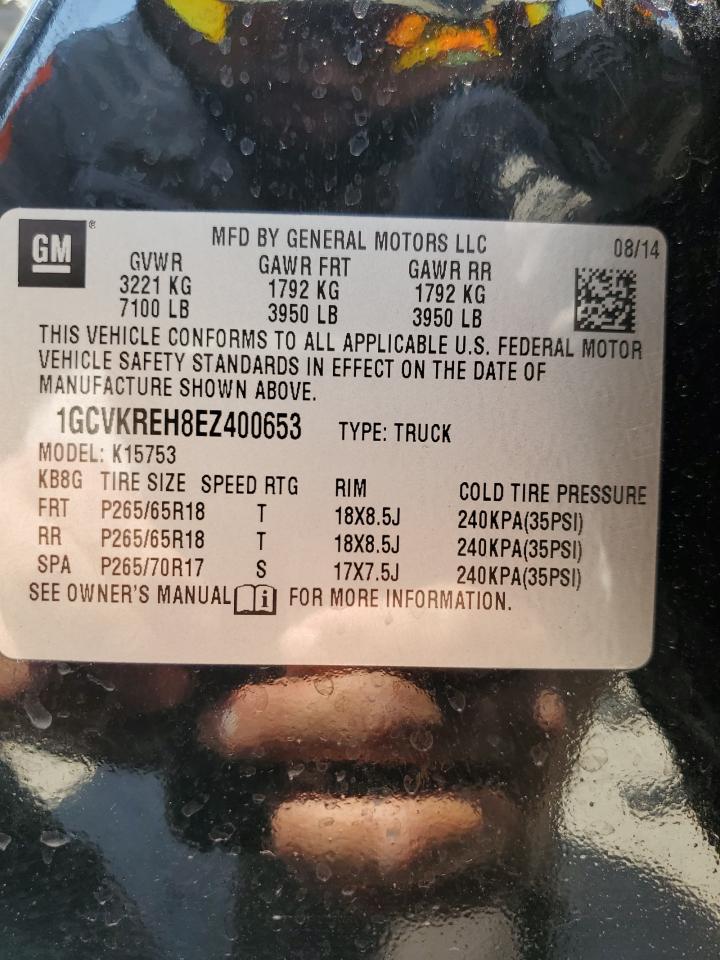 GM®
MFD BY GENERAL MOTORS LLC
08/14
GVWR GAWR FRT GAWR RR
3221 KG 1792 KG 1792 KG
7100 LB 3950 LB 3950 LB
THIS VEHICLE CONFORMS TO ALL APPLICABLE U.S. FEDERAL MOTOR
VEHICLE SAFETY STANDARDS IN EFFECT ON THE DATE OF
MANUFACTURE SHOWN ABOVE.
1GCVKREH8EZ400653 TYPE: TRUCK
MODEL: K15753
KB8G TIRE SIZE SPEED RTG RIM COLD TIRE PRESSURE
FRT P265/65R18 T 18X8.5J 240KPA(35PSI)
RR P265/65R18 T 18X8.5J 240KPA(35PSI)
SPA P265/70R17 S 17X7.5J 240KPA(35PSI)
SEE OWNER'S MANUAL i FOR MORE INFORMATION.